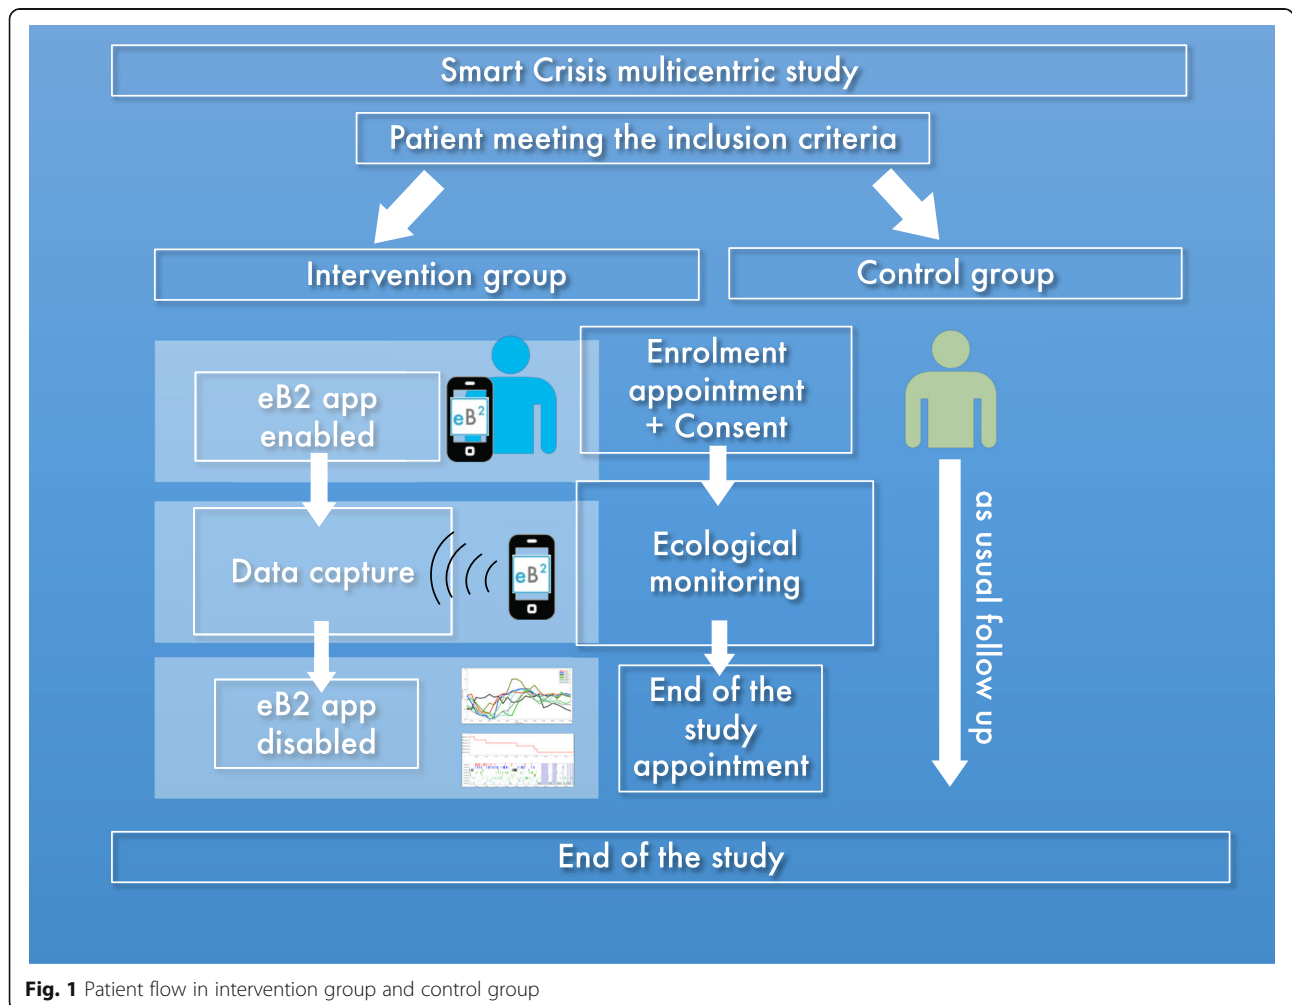 Smart Crisis multicentric study
Patient meeting the inclusion criteria
Intervention group
Control group
eB2 app
enabled
eB²
Enrolment
appointment
+ Consent
Data capture
eB²
Ecological
monitoring
as usual follow up
eB2 app
disabled
End of the
study
appointment
End of the study
Fig. 1 Patient flow in intervention group and control group